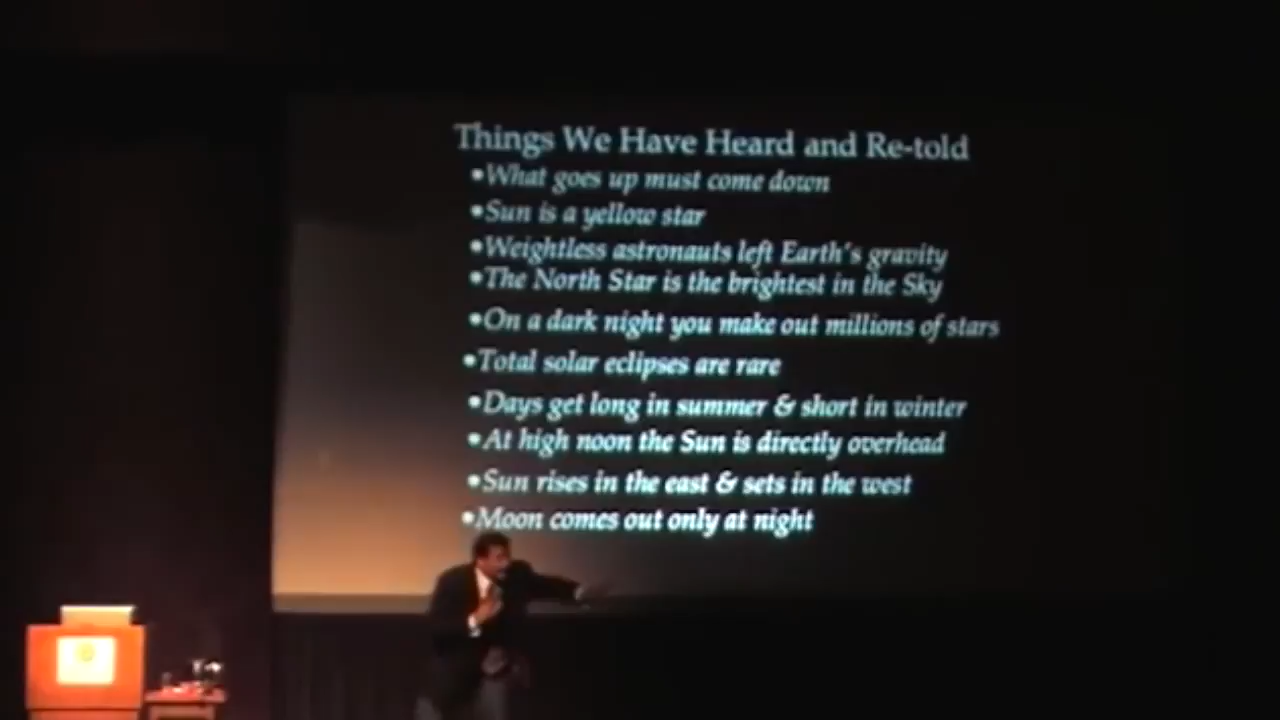 Things We Have Heard and Re-told
•What goes up must come down
•Sun is a yellow star
•Weightless astronauts left Earth's gravity
•The North Star is the brightest in the Sky
•On a dark night you make out millions of stars
•Total solar eclipses are rare
•Days get long in summer & short in winter
•At high noon the Sun is directly overhead
•Sun rises in the east & sets in the west
•Moon comes out only at night